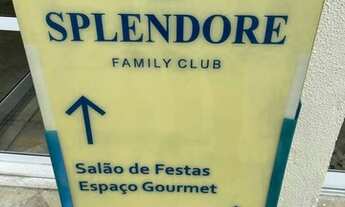 SPLENDORE
FAMILY CLUB
Salão de Festas
Espaço Gourmet